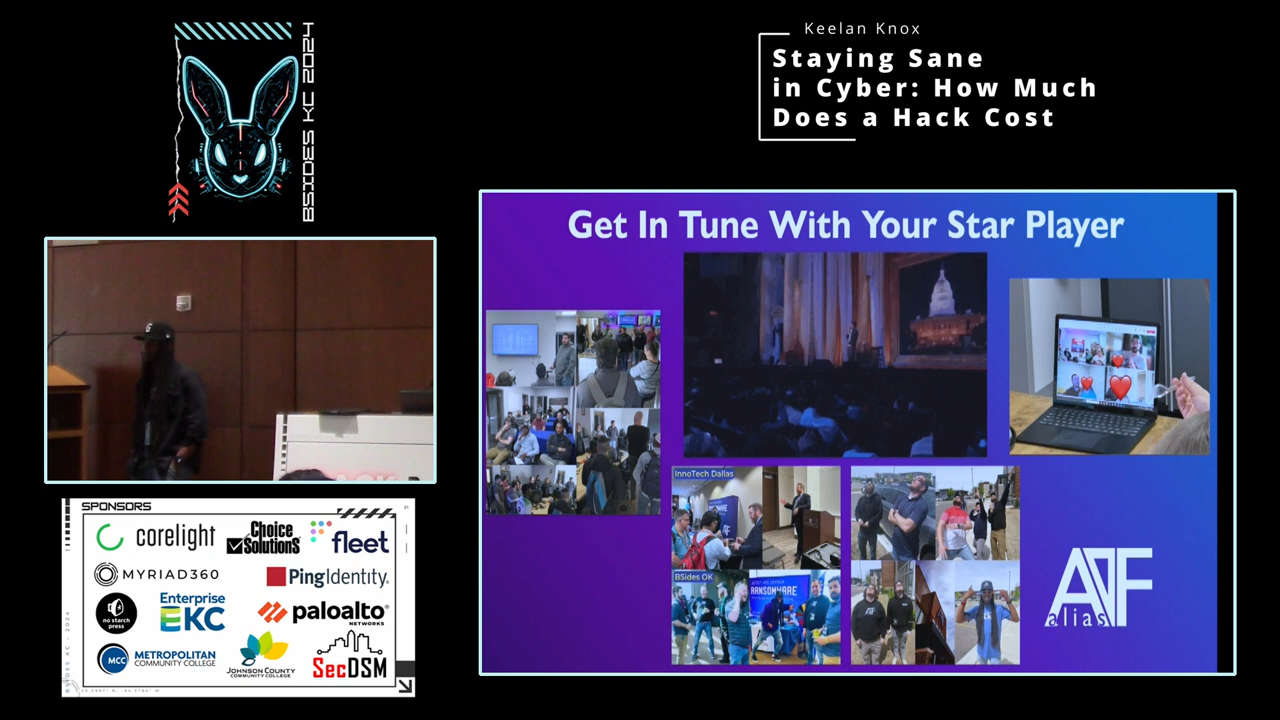 BSIDES KC 2024
Keelan Knox
Staying Sane
in Cyber: How Much
Does a Hack Cost
Get In Tune With Your Star Player
InnoTech Dallas
BSides OK
RANSOMWARE
APF
alias
SPONSORS
corelight
Choice
Solutions
fleet
MYRIAD360
PingIdentity.
no starch
press
Enterprise
KC
paloalto
NETWORKS
MCC
METROPOLITAN
COMMUNITY COLLEGE
JOHNSON COUNTY
COMMUNITY COLLEGE
SecDSM